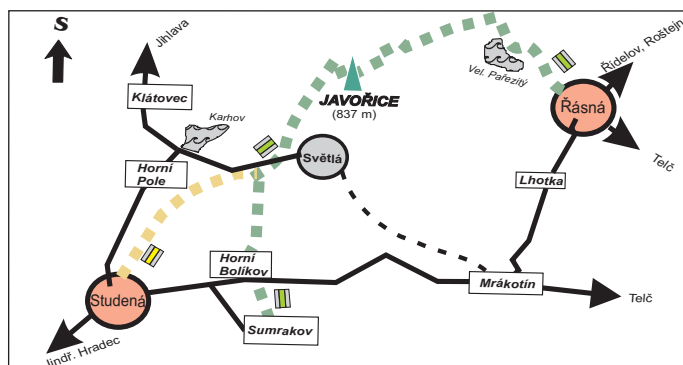 S
Jihlava
Řídelov, Roštejn
Klátovec
Vel. Pařezitý
JAVOŘICE
(837 m)
Řásná
Karhov
Světlá
Telč
Horní
Pole
Lhotka
Horní
Bolíkov
Mrákotín
Studená
Telč
Sumrakov
Jindř. Hradec